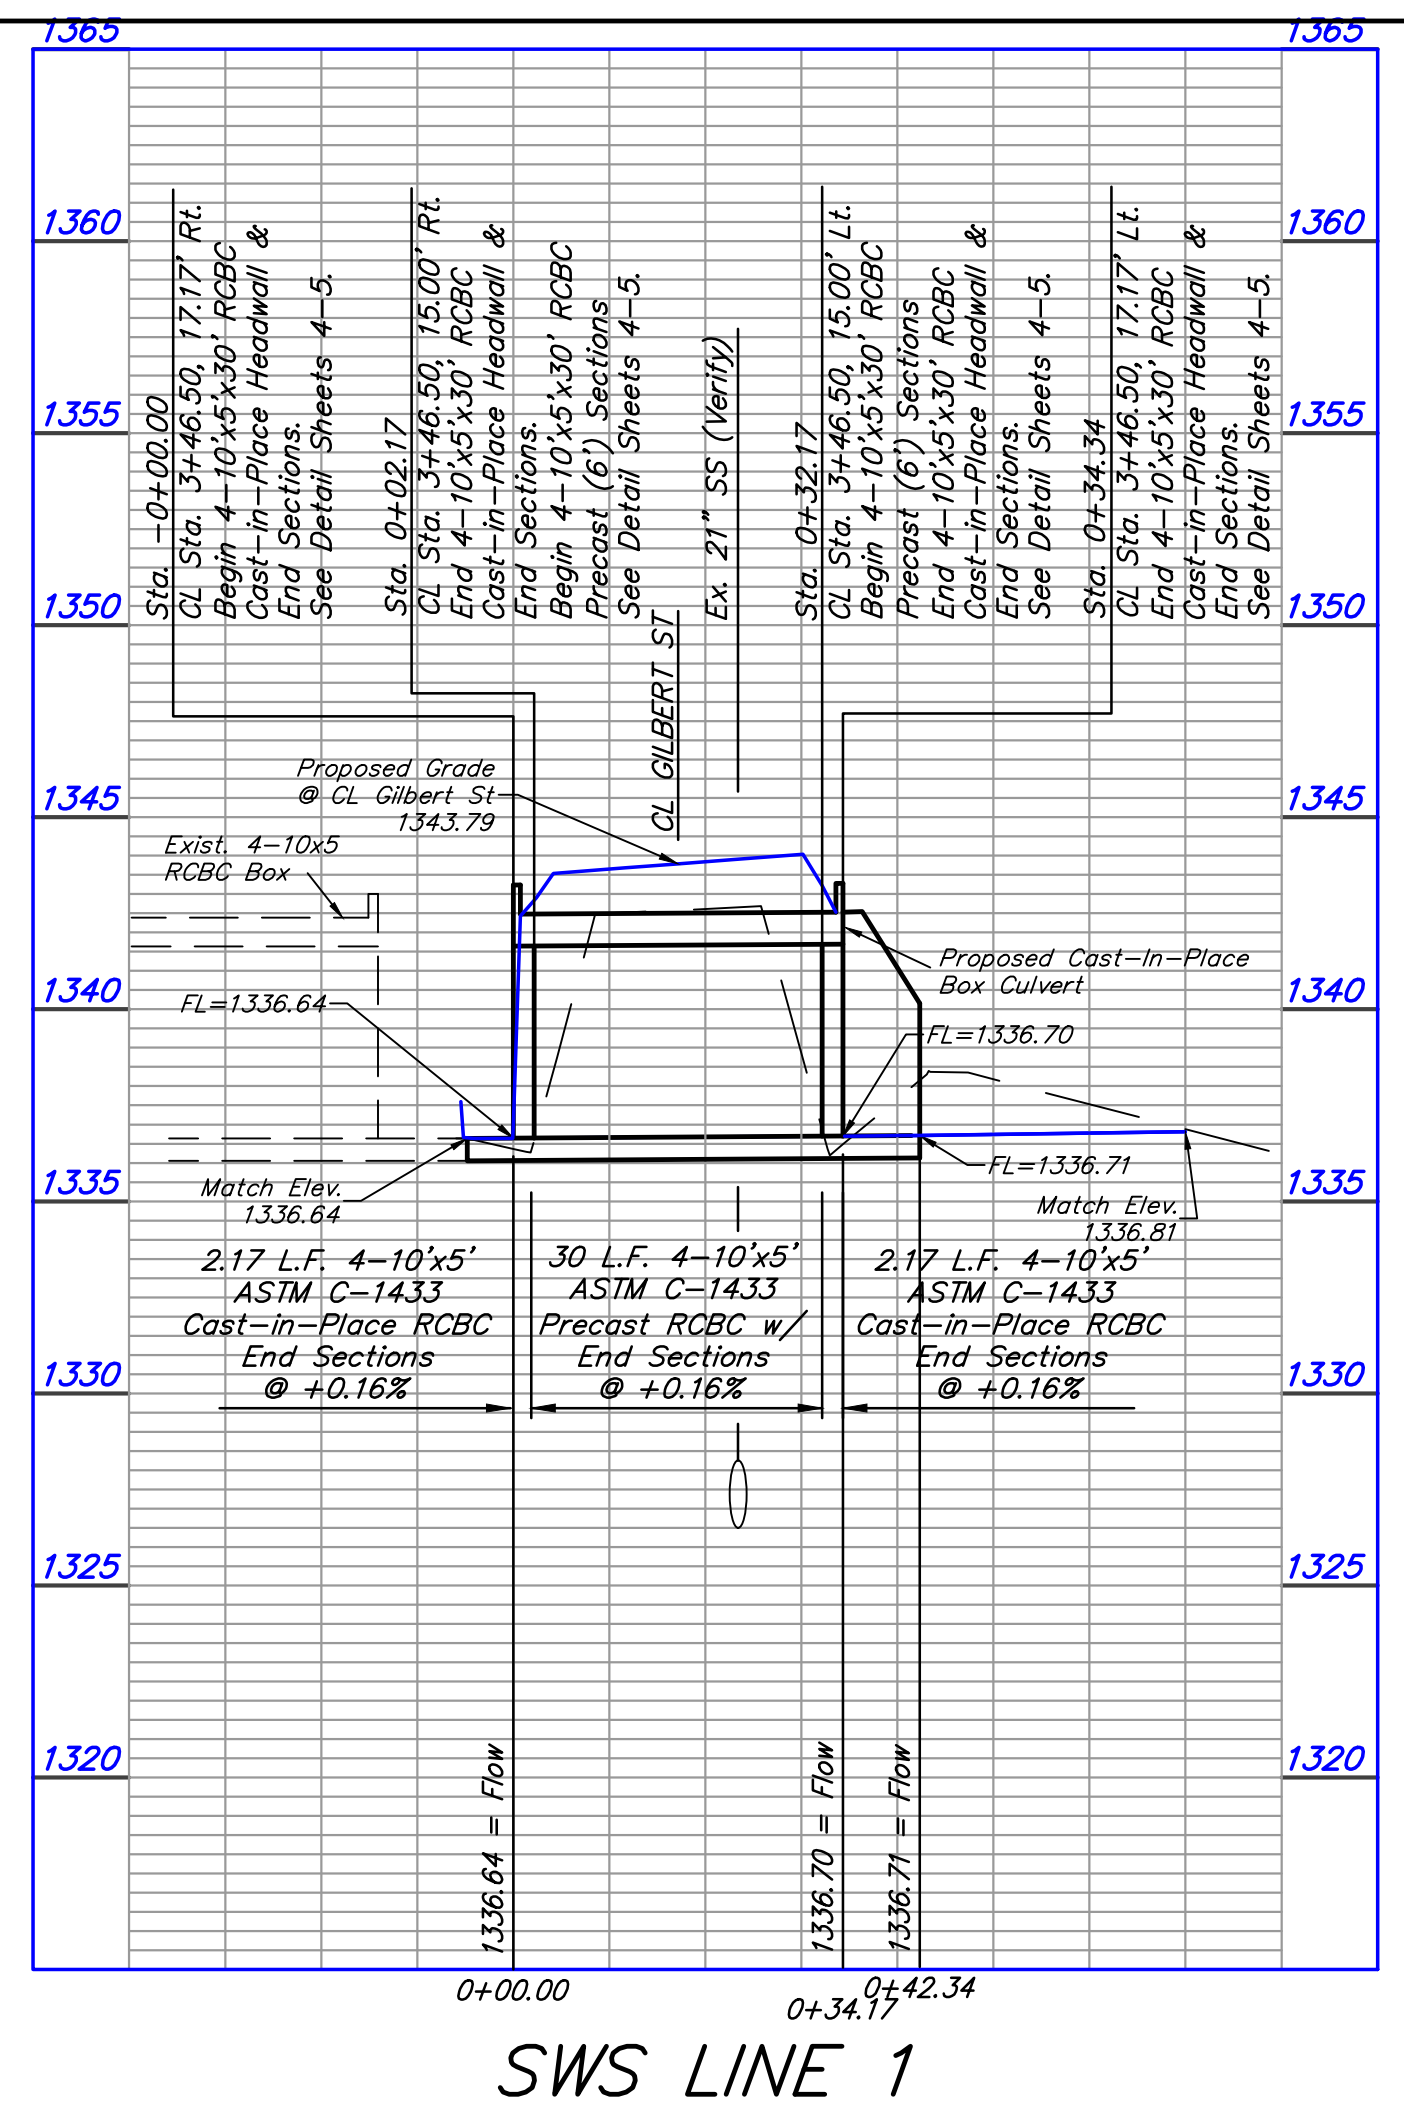 1365
1365
1360
1360
1355
1355
1350
1350
1345
1345
1340
1340
1335
1335
1330
1330
1325
1325
1320
1320
Sta. -0+00.00
CL Sta. 3+46.50, 17.17' Rt.
Begin 4-10'x5'x30' RCBC
Cast-in-Place Headwall &
End Sections.
See Detail Sheets 4-5.
Sta. 0+02.17
CL Sta. 3+46.50, 15.00' Rt.
End 4-10'x5'x30' RCBC
Cast-in-Place Headwall &
End Sections.
Begin 4-10'x5'x30' RCBC
Precast (6') Sections
See Detail Sheets 4-5.
CL GILBERT ST
Ex. 21" SS (Verify)
Sta. 0+32.17
CL Sta. 3+46.50, 15.00' Lt.
Begin 4-10'x5'x30' RCBC
Precast (6') Sections
End 4-10'x5'x30' RCBC
Cast-in-Place Headwall &
End Sections.
See Detail Sheets 4-5.
Sta. 0+34.34
CL Sta. 3+46.50, 17.17' Lt.
End 4-10'x5'x30' RCBC
Cast-in-Place Headwall &
End Sections.
See Detail Sheets 4-5.
Proposed Grade
@ CL Gilbert St
1343.79
Exist. 4-10x5
RCBC Box
FL=1336.64
Proposed Cast-In-Place
Box Culvert
FL=1336.70
FL=1336.71
Match Elev.
1336.64
Match Elev.
1336.81
2.17 L.F. 4-10'x5'
ASTM C-1433
Cast-in-Place RCBC
End Sections
@ +0.16%
30 L.F. 4-10'x5'
ASTM C-1433
Precast RCBC w/
End Sections
@ +0.16%
2.17 L.F. 4-10'x5'
ASTM C-1433
Cast-in-Place RCBC
End Sections
@ +0.16%
1336.64 = Flow
1336.70 = Flow
1336.71 = Flow
0+00.00
0+34.17
0+42.34
SWS LINE 1